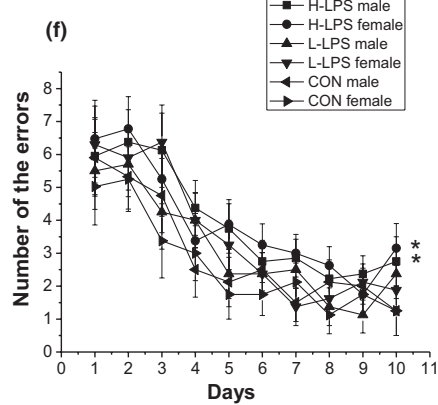 (f)
H-LPS male
H-LPS female
L-LPS male
L-LPS female
CON male
CON female
Number of the errors
8
7
6
5
4
3
2
1
0
*
*
0 1 2 3 4 5 6 7 8 9 10 11
Days